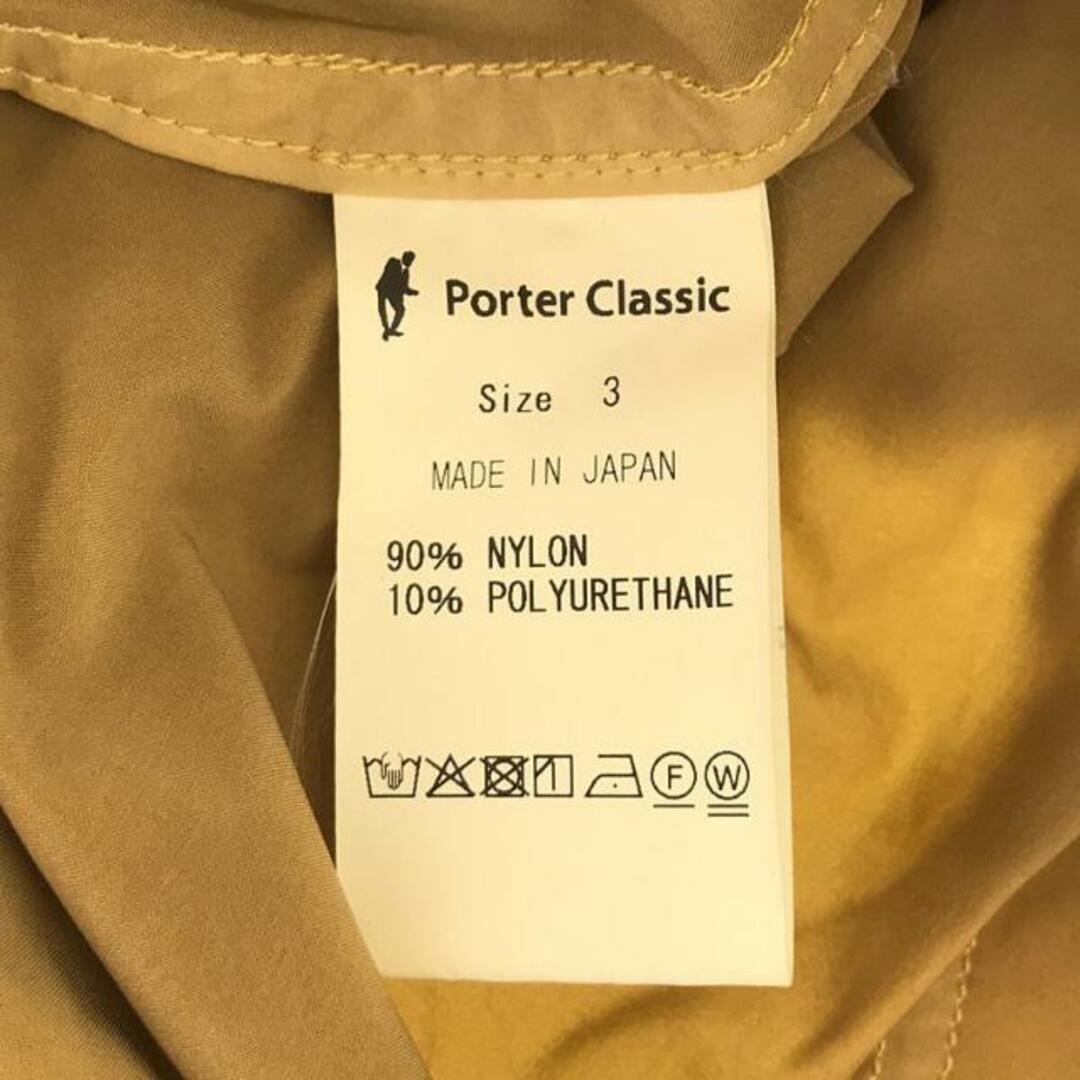 Porter Classic
Size 3
MADE IN JAPAN
90% NYLON
10% POLYURETHANE
F W